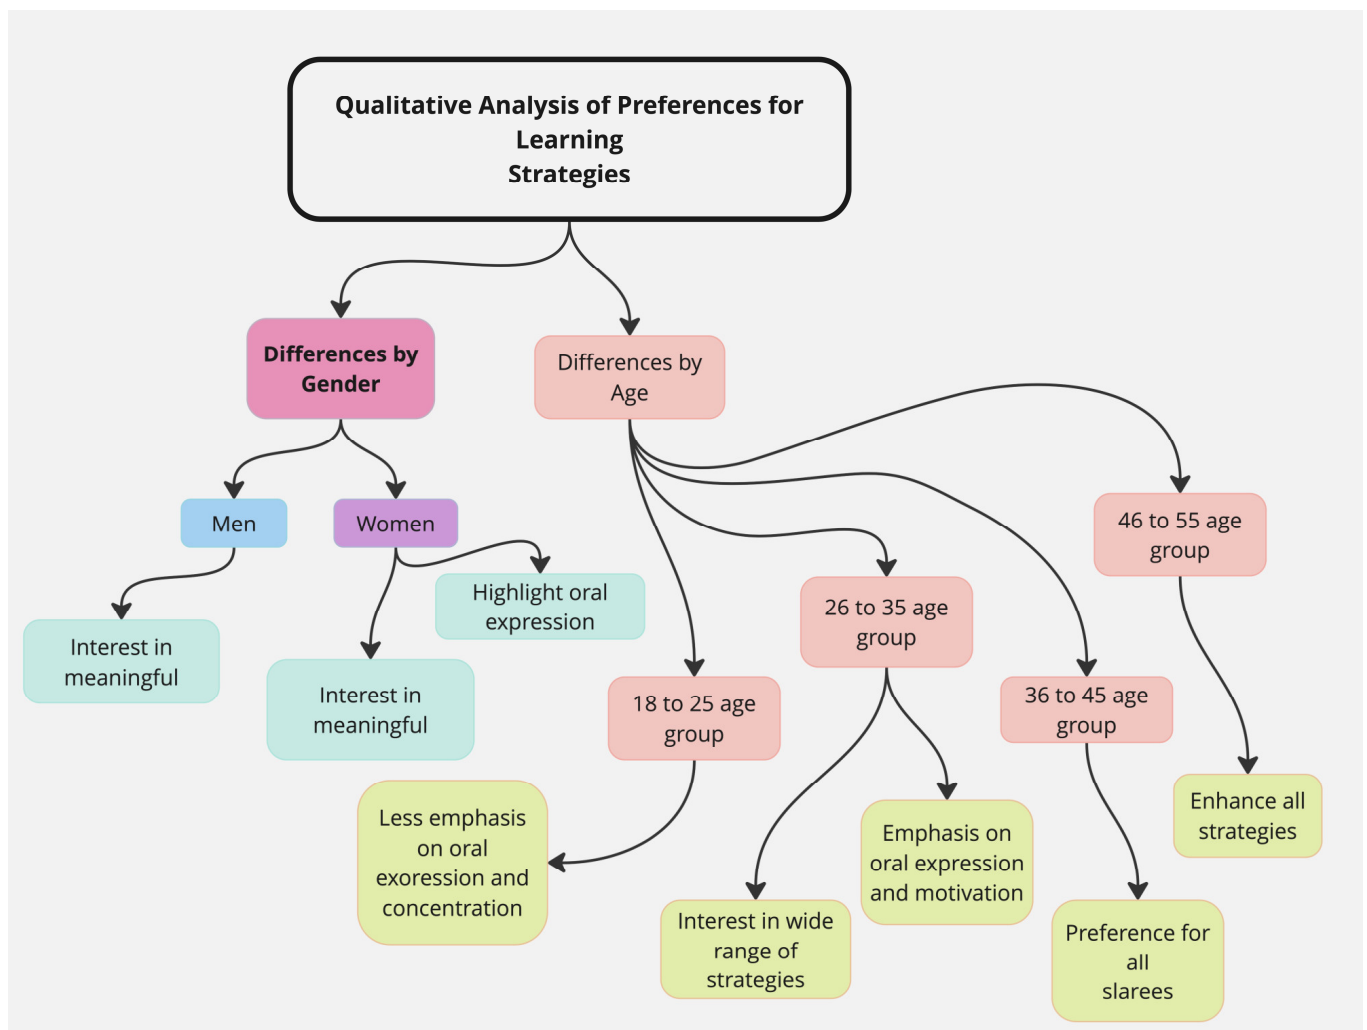 Qualitative Analysis of Preferences for
Learning
Strategies
Differences by
Gender
Differences by
Age
Men
Women
46 to 55 age
group
Highlight oral
expression
26 to 35 age
group
Interest in
meaningful
Interest in
meaningful
18 to 25 age
group
36 to 45 age
group
Less emphasis
on oral
exoression and
concentration
Enhance all
strategies
Emphasis on
oral expression
and motivation
Interest in wide
range of
strategies
Preference for
all
slarees